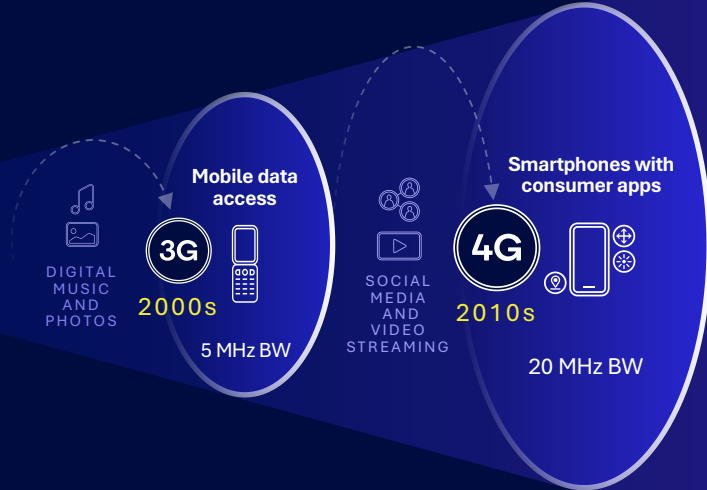 DIGITAL
MUSIC
AND
PHOTOS
Mobile data
access
3G
2000s
5 MHz BW
SOCIAL
MEDIA
AND
VIDEO
STREAMING
Smartphones with
consumer apps
4G
2010s
20 MHz BW